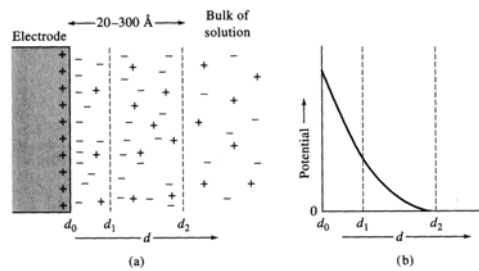 20–300 Å
Bulk of
solution
Electrode
d0 d1 d d2
(a)
Potential
0
d0 d1 d d2
(b)